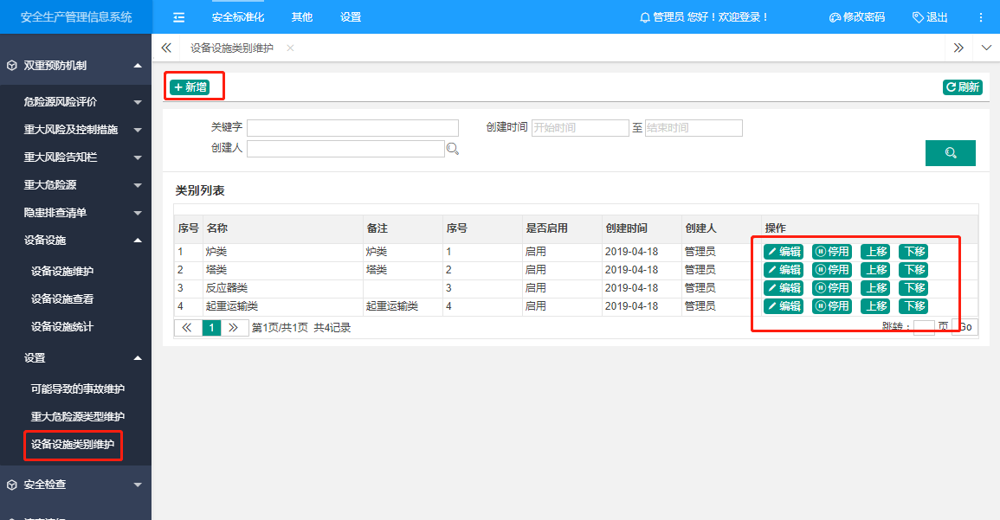 安全生产管理信息系统 安全标准化 其他 设置 管理员 您好！欢迎登录！ 修改密码 退出
设备设施类别维护
双重预防机制
危险源风险评价
重大风险及控制措施
重大风险告知栏
重大危险源
隐患排查清单
设备设施
设备设施维护
设备设施查看
设备设施统计
设置
可能导致的事故维护
重大危险源类型维护
设备设施类别维护
安全检查
新增 刷新
关键字 创建时间 开始时间 至 结束时间
创建人
类别列表
序号 名称 备注 序号 是否启用 创建时间 创建人 操作
1 炉类 炉类 1 启用 2019-04-18 管理员 编辑 停用 上移 下移
2 塔类 塔类 2 启用 2019-04-18 管理员 编辑 停用 上移 下移
3 反应器类 3 启用 2019-04-18 管理员 编辑 停用 上移 下移
4 起重运输类 起重运输类 4 启用 2019-04-18 管理员 编辑 停用 上移 下移
1 第1页/共1页 共4记录 跳转： 页 Go